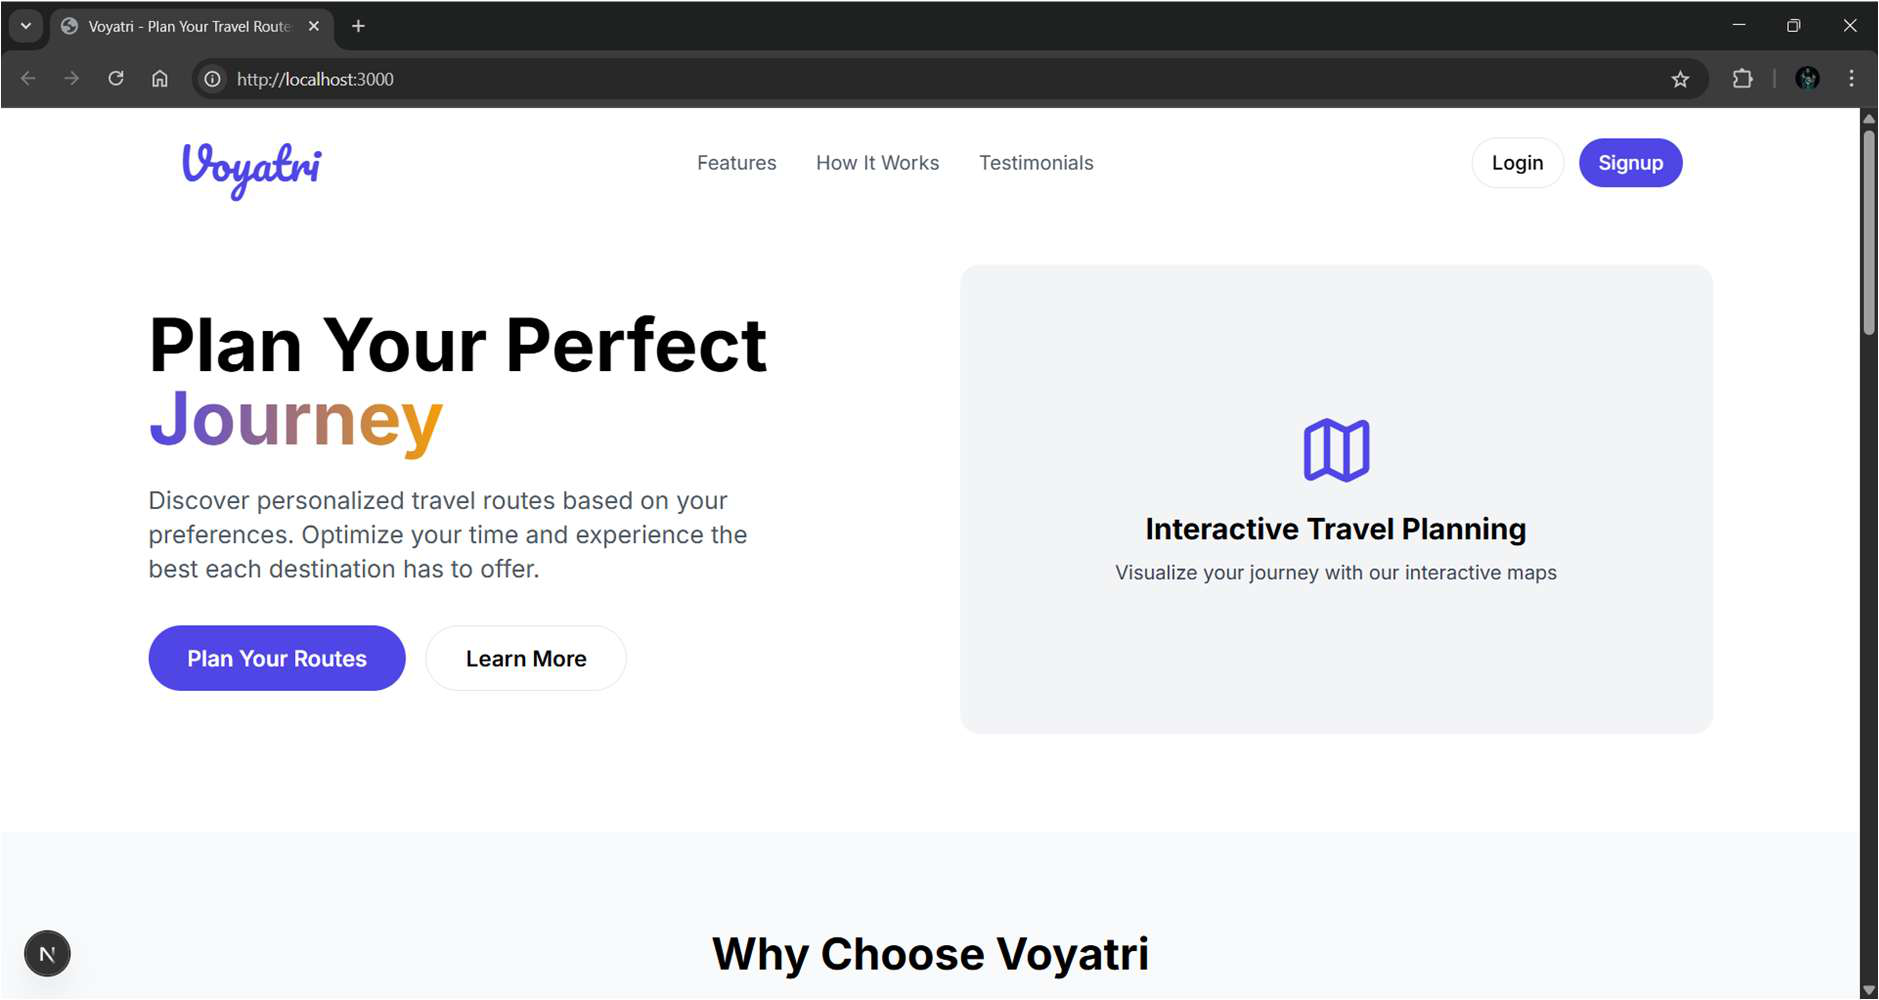 Voyatri - Plan Your Travel Route
http://localhost:3000
Voyatri
Features
How It Works
Testimonials
Login
Signup
Plan Your Perfect
Journey
Discover personalized travel routes based on your
preferences. Optimize your time and experience the
best each destination has to offer.
Plan Your Routes
Learn More
Interactive Travel Planning
Visualize your journey with our interactive maps
Why Choose Voyatri
N